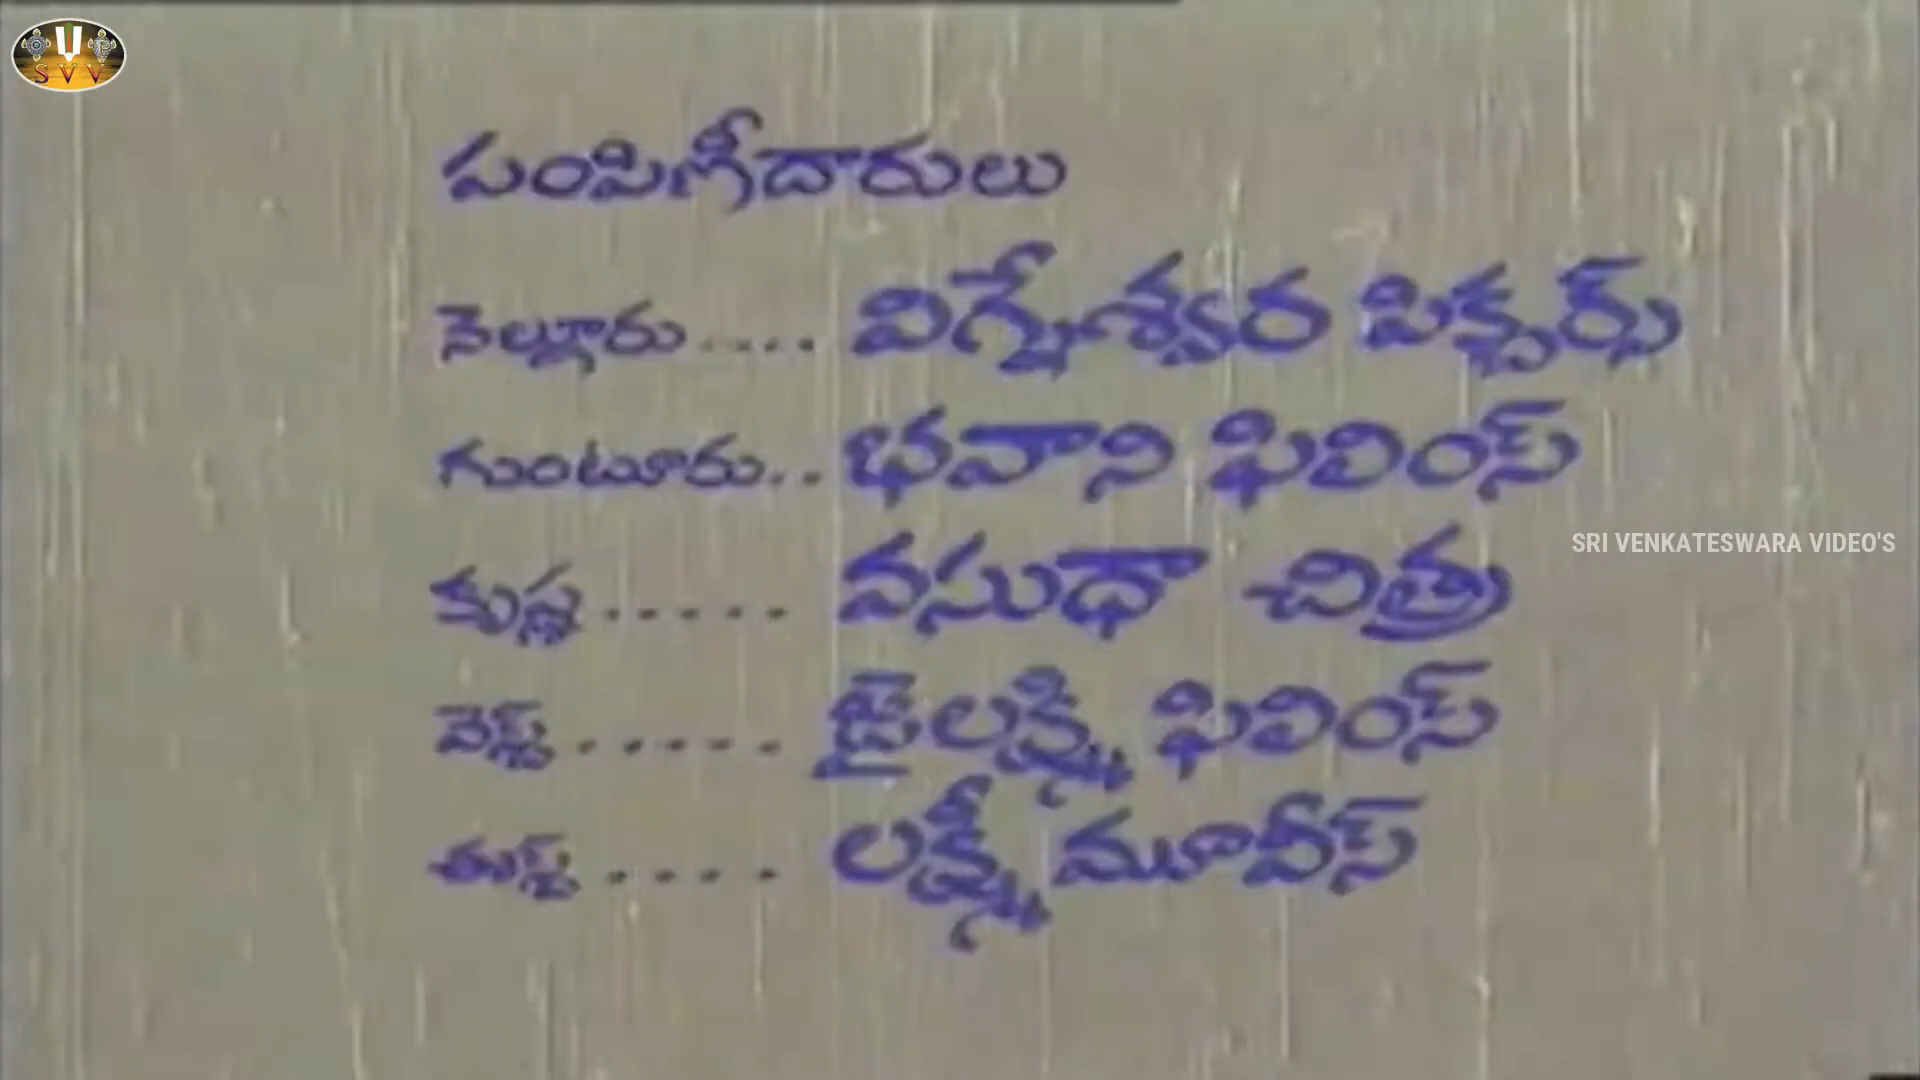 SVV
పంపిణీదారులు
నెల్లూరు..... విగ్నేశ్వర పిక్చర్స్
గుంటూరు.. భవాని ఫిలింస్
SRI VENKATESWARA VIDEO'S
కృష్ణ..... వసుధా చిత్ర
వెస్ట్..... జైలక్ష్మి ఫిలింస్
ఈస్ట్.... లక్ష్మీ మూవీస్